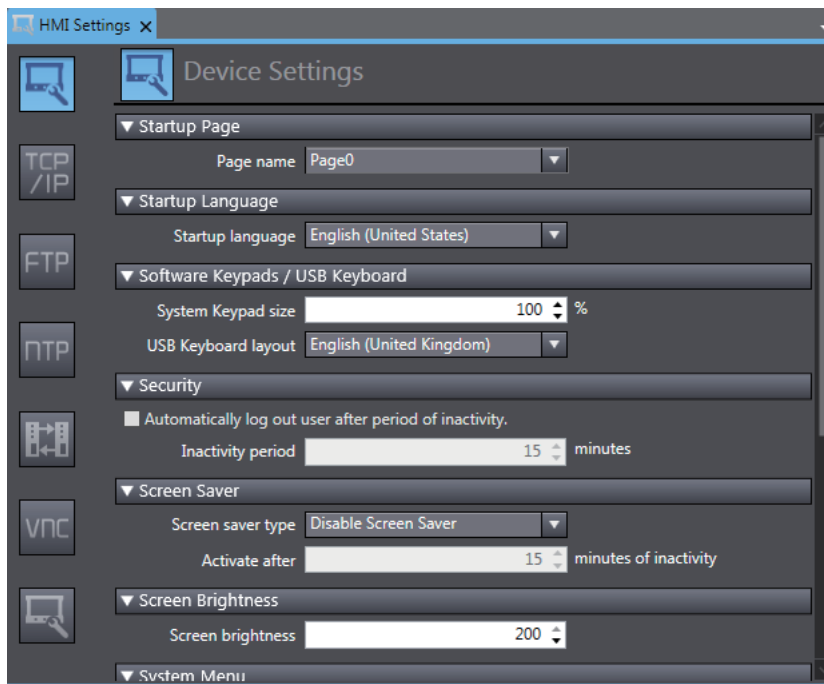 HMI Settings
Device Settings
Startup Page
Page name Page0
TCP
/IP
Startup Language
Startup language English (United States)
FTP
Software Keypads / USB Keyboard
System Keypad size 100 %
USB Keyboard layout English (United Kingdom)
NTP
Security
Automatically log out user after period of inactivity.
Inactivity period 15 minutes
Screen Saver
Screen saver type Disable Screen Saver
VNC
Activate after 15 minutes of inactivity
Screen Brightness
Screen brightness 200
System Menu